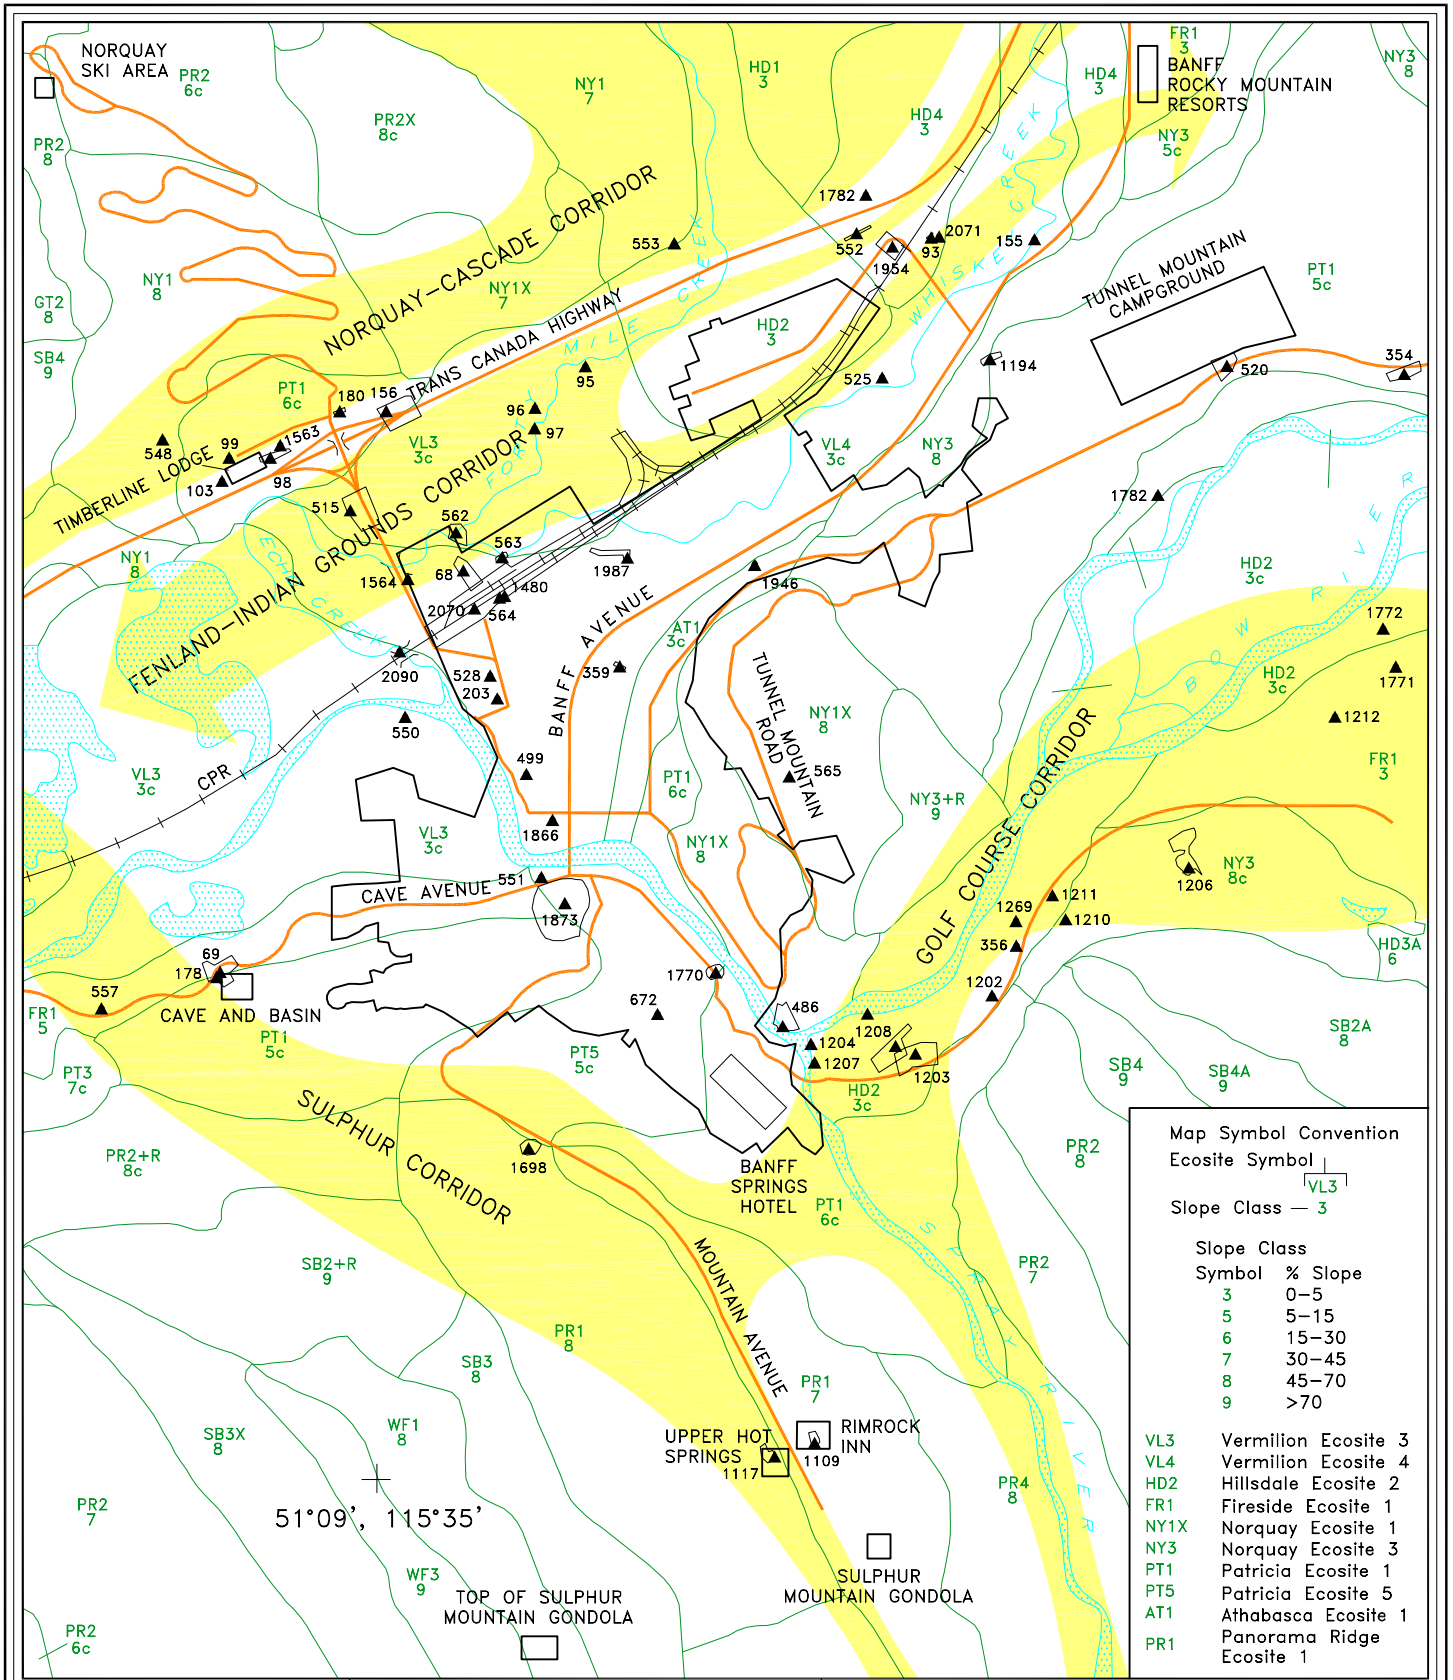 NORQUAY
SKI AREA
PR2
6c
PR2X
8c
NY1
7
HD1
3
HD4
3
HD4
3
FR1
3
BANFF
ROCKY MOUNTAIN
RESORTS
NY3
8
NY3
5c
PR2
8
NORQUAY-CASCADE CORRIDOR
NY1X
7
553
1782
552
1954
93
2071
155
WHISKEY CREEK
TUNNEL MOUNTAIN
CAMPGROUND
PT1
5c
NY1
8
GT2
8
SB4
9
TRANS CANADA HIGHWAY
FORTY MILE CREEK
HD2
3
PT1
6c
180
156
95
96
97
525
1194
520
354
548
99
1563
TIMBERLINE LODGE
103
98
VL3
3c
VL4
3c
NY3
8
515
562
563
68
1564
1480
564
2070
1987
1946
1782
NY1
8
FENLAND-INDIAN GROUNDS CORRIDOR
ECHO CREEK
2090
528
203
550
499
1866
359
BANFF AVENUE
AT1
3c
TUNNEL MOUNTAIN
ROAD
NY1X
8
565
PT1
6c
NY1X
8
NY3+R
9
GOLF COURSE CORRIDOR
BOW RIVER
HD2
3c
HD2
3c
1772
1771
1212
FR1
3
VL3
3c
CPR
VL3
3c
CAVE AVENUE
551
1873
69
178
557
CAVE AND BASIN
FR1
5
PT1
5c
PT3
7c
672
1770
486
PT5
5c
1204
1207
1208
1203
1202
356
1269
1211
1210
1206
NY3
8c
HD3A
6
SB2A
8
SB4
9
SB4A
9
HD2
3c
PR2
8
SULPHUR CORRIDOR
PR2+R
8c
1698
BANFF
SPRINGS
HOTEL
PT1
6c
SPRAY RIVER
PR2
7
SB2+R
9
MOUNTAIN AVENUE
PR1
8
SB3
8
PR1
7
WF1
8
SB3X
8
UPPER HOT
SPRINGS
1117
1109
RIMROCK
INN
PR4
8
PR2
7
51°09', 115°35'
WF3
9
TOP OF SULPHUR
MOUNTAIN GONDOLA
SULPHUR
MOUNTAIN GONDOLA
PR2
6c
Map Symbol Convention
Ecosite Symbol
VL3
Slope Class — 3
Slope Class
Symbol % Slope
3 0-5
5 5-15
6 15-30
7 30-45
8 45-70
9 >70
VL3 Vermilion Ecosite 3
VL4 Vermilion Ecosite 4
HD2 Hillsdale Ecosite 2
FR1 Fireside Ecosite 1
NY1X Norquay Ecosite 1
NY3 Norquay Ecosite 3
PT1 Patricia Ecosite 1
PT5 Patricia Ecosite 5
AT1 Athabasca Ecosite 1
PR1 Panorama Ridge
Ecosite 1